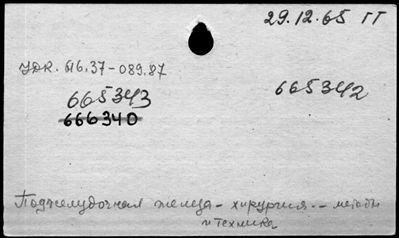 29.12.65 ГГ
УДК. 616.37-089.87
665343 665342
666340
Поджелудочная железа - хирургия -- методы
и техника